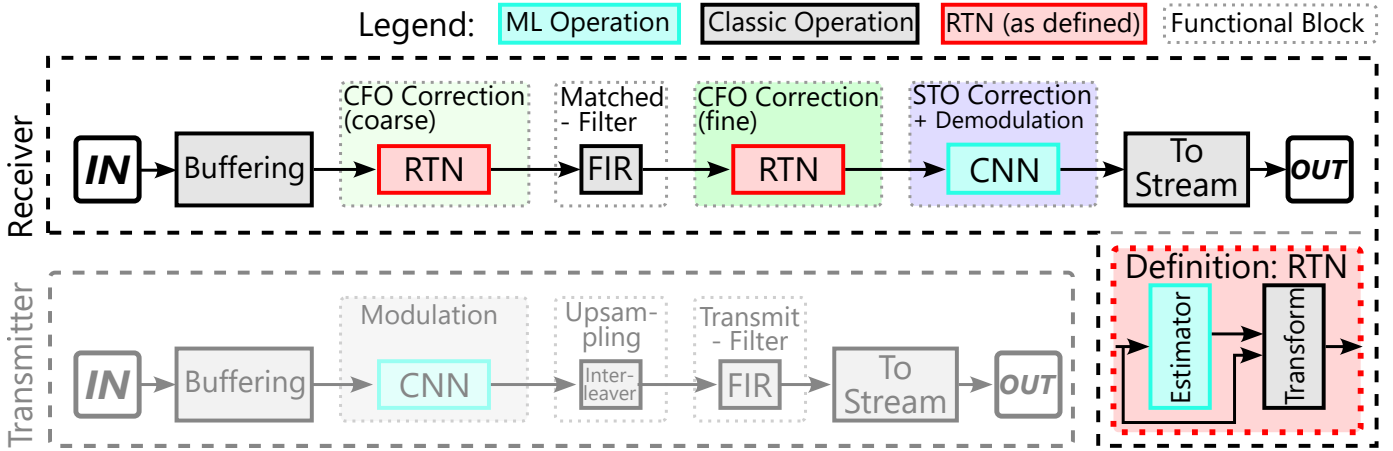 Legend: ML Operation Classic Operation RTN (as defined) Functional Block
Receiver
CFO Correction
(coarse)
Matched
- Filter
CFO Correction
(fine)
STO Correction
+ Demodulation
IN
Buffering
RTN
FIR
RTN
CNN
To
Stream
OUT
Transmitter
Modulation
Upsam-
pling
Transmit
- Filter
IN
Buffering
CNN
Inter-
leaver
FIR
To
Stream
OUT
Definition: RTN
Estimator
Transform